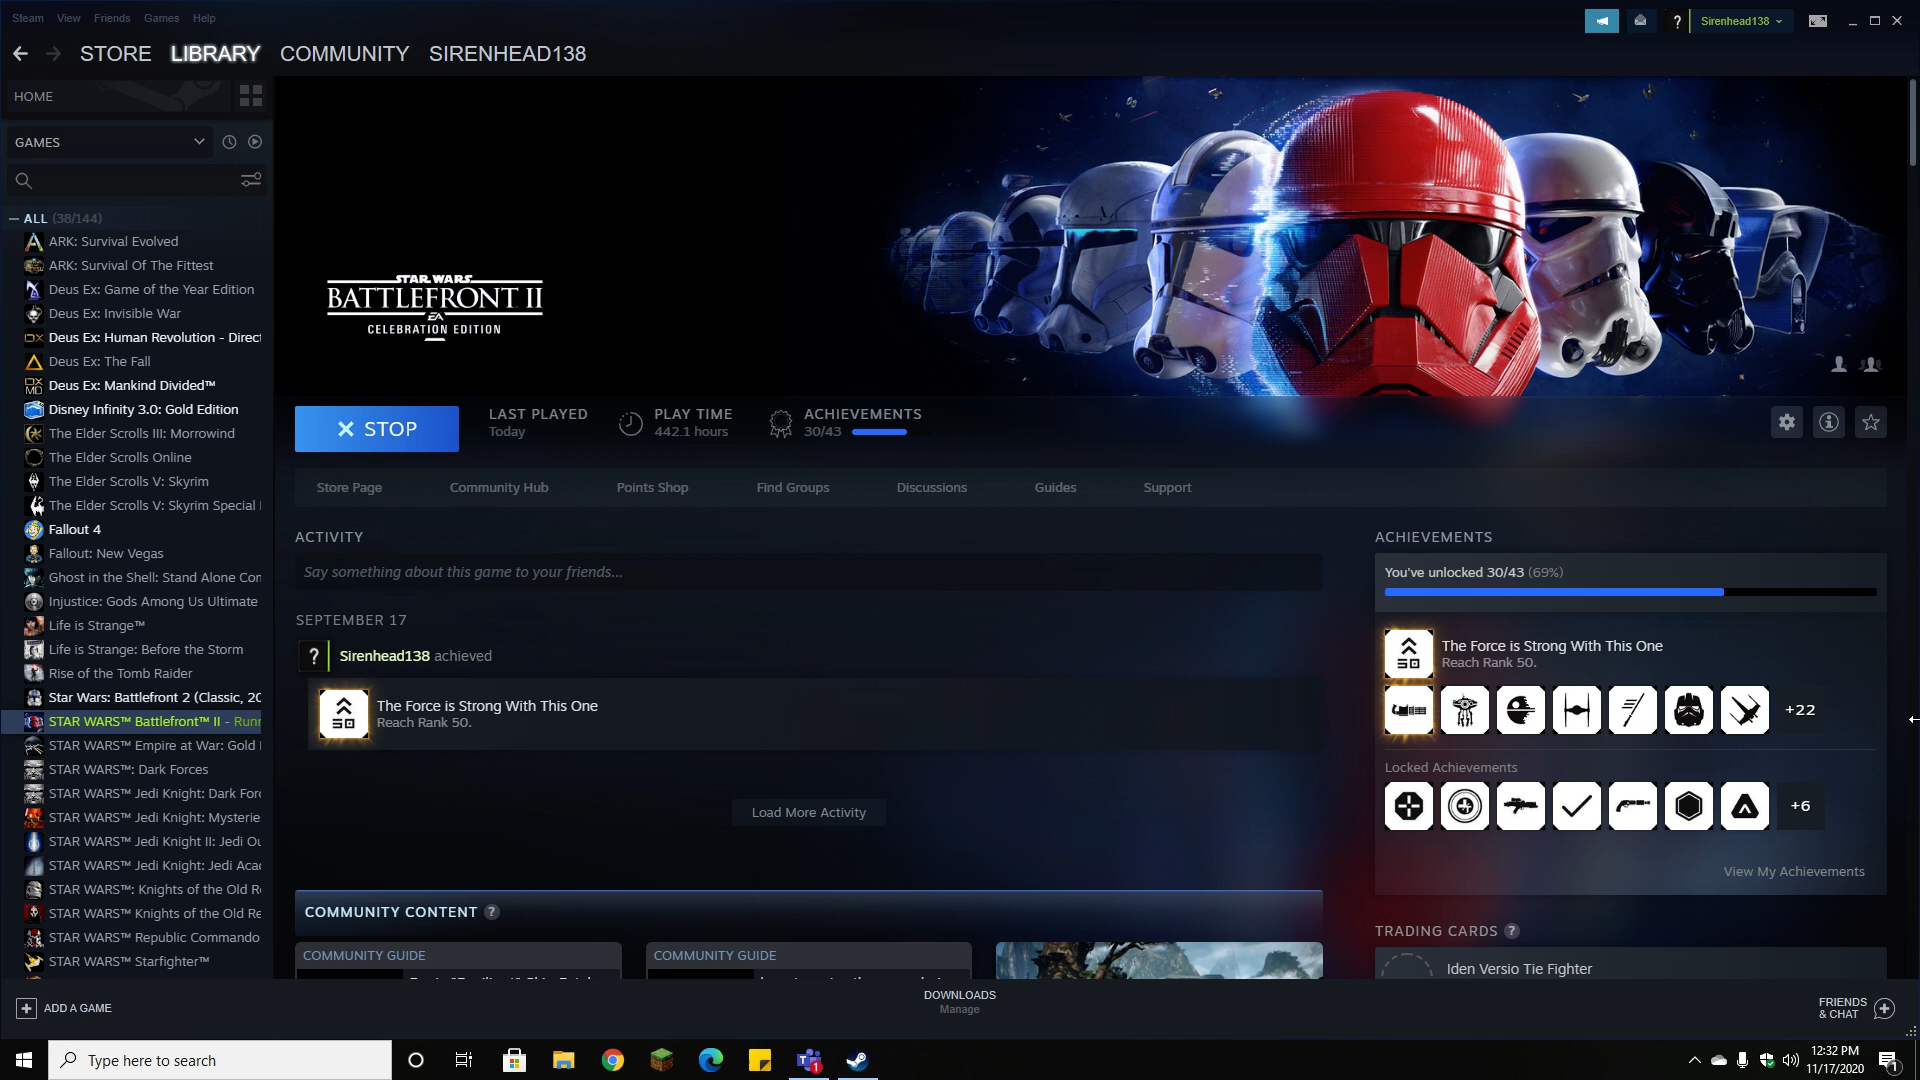 Steam View Friends Games Help
Sirenhead138
STORE LIBRARY COMMUNITY SIRENHEAD138
HOME
GAMES
ALL (38/144)
ARK: Survival Evolved
ARK: Survival Of The Fittest
Deus Ex: Game of the Year Edition
Deus Ex: Invisible War
Deus Ex: Human Revolution - Direct
Deus Ex: The Fall
Deus Ex: Mankind Divided™
Disney Infinity 3.0: Gold Edition
The Elder Scrolls III: Morrowind
The Elder Scrolls Online
The Elder Scrolls V: Skyrim
The Elder Scrolls V: Skyrim Special
Fallout 4
Fallout: New Vegas
Ghost in the Shell: Stand Alone Con
Injustice: Gods Among Us Ultimate
Life is Strange™
Life is Strange: Before the Storm
Rise of the Tomb Raider
Star Wars: Battlefront 2 (Classic, 20
STAR WARS™ Battlefront™ II - Runn
STAR WARS™ Empire at War: Gold
STAR WARS™: Dark Forces
STAR WARS™ Jedi Knight: Dark Forc
STAR WARS™ Jedi Knight: Mysterie
STAR WARS™ Jedi Knight II: Jedi Ou
STAR WARS™ Jedi Knight: Jedi Acad
STAR WARS™: Knights of the Old Re
STAR WARS™ Knights of the Old Re
STAR WARS™ Republic Commando
STAR WARS™ Starfighter™
STAR WARS
BATTLEFRONT II
EA
CELEBRATION EDITION
STOP
LAST PLAYED
Today
PLAY TIME
442.1 hours
ACHIEVEMENTS
30/43
Store Page Community Hub Points Shop Find Groups Discussions Guides Support
ACTIVITY
Say something about this game to your friends...
SEPTEMBER 17
Sirenhead138 achieved
50
The Force is Strong With This One
Reach Rank 50.
Load More Activity
COMMUNITY CONTENT ?
COMMUNITY GUIDE
COMMUNITY GUIDE
ACHIEVEMENTS
You've unlocked 30/43 (69%)
50
The Force is Strong With This One
Reach Rank 50.
+22
Locked Achievements
+6
View My Achievements
TRADING CARDS ?
Iden Versio Tie Fighter
ADD A GAME
DOWNLOADS
Manage
FRIENDS
& CHAT
Type here to search
1
12:32 PM
11/17/2020
1